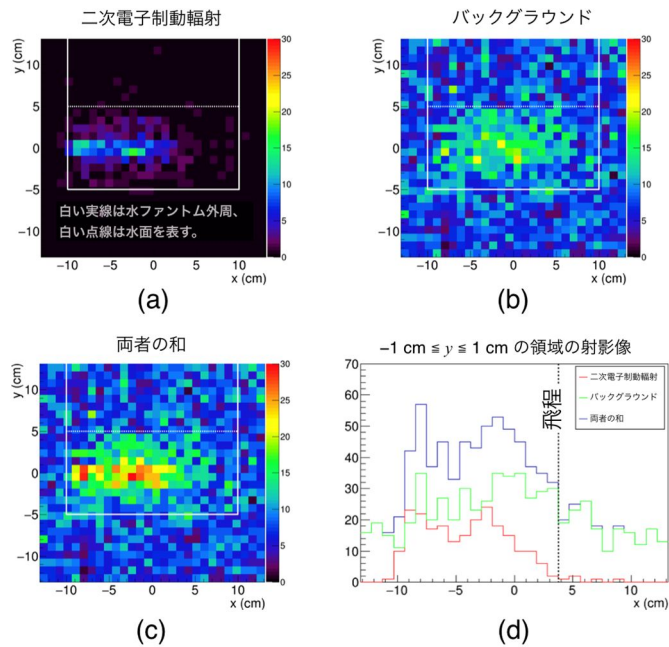 二次電子制動輻射
y (cm)
10
5
0
−5
−10
−10 −5 0 5 10
x (cm)
30
25
20
15
10
5
0
白い実線は水ファントム外周、
白い点線は水面を表す。
(a)
バックグラウンド
y (cm)
10
5
0
−5
−10
−10 −5 0 5 10
x (cm)
30
25
20
15
10
5
0
(b)
両者の和
y (cm)
10
5
0
−5
−10
−10 −5 0 5 10
x (cm)
30
25
20
15
10
5
0
(c)
−1 cm ≦ y ≦ 1 cm の領域の射影像
70
60
50
40
30
20
10
0
−10 −5 0 5 10
x (cm)
飛程
二次電子制動輻射
バックグラウンド
両者の和
(d)